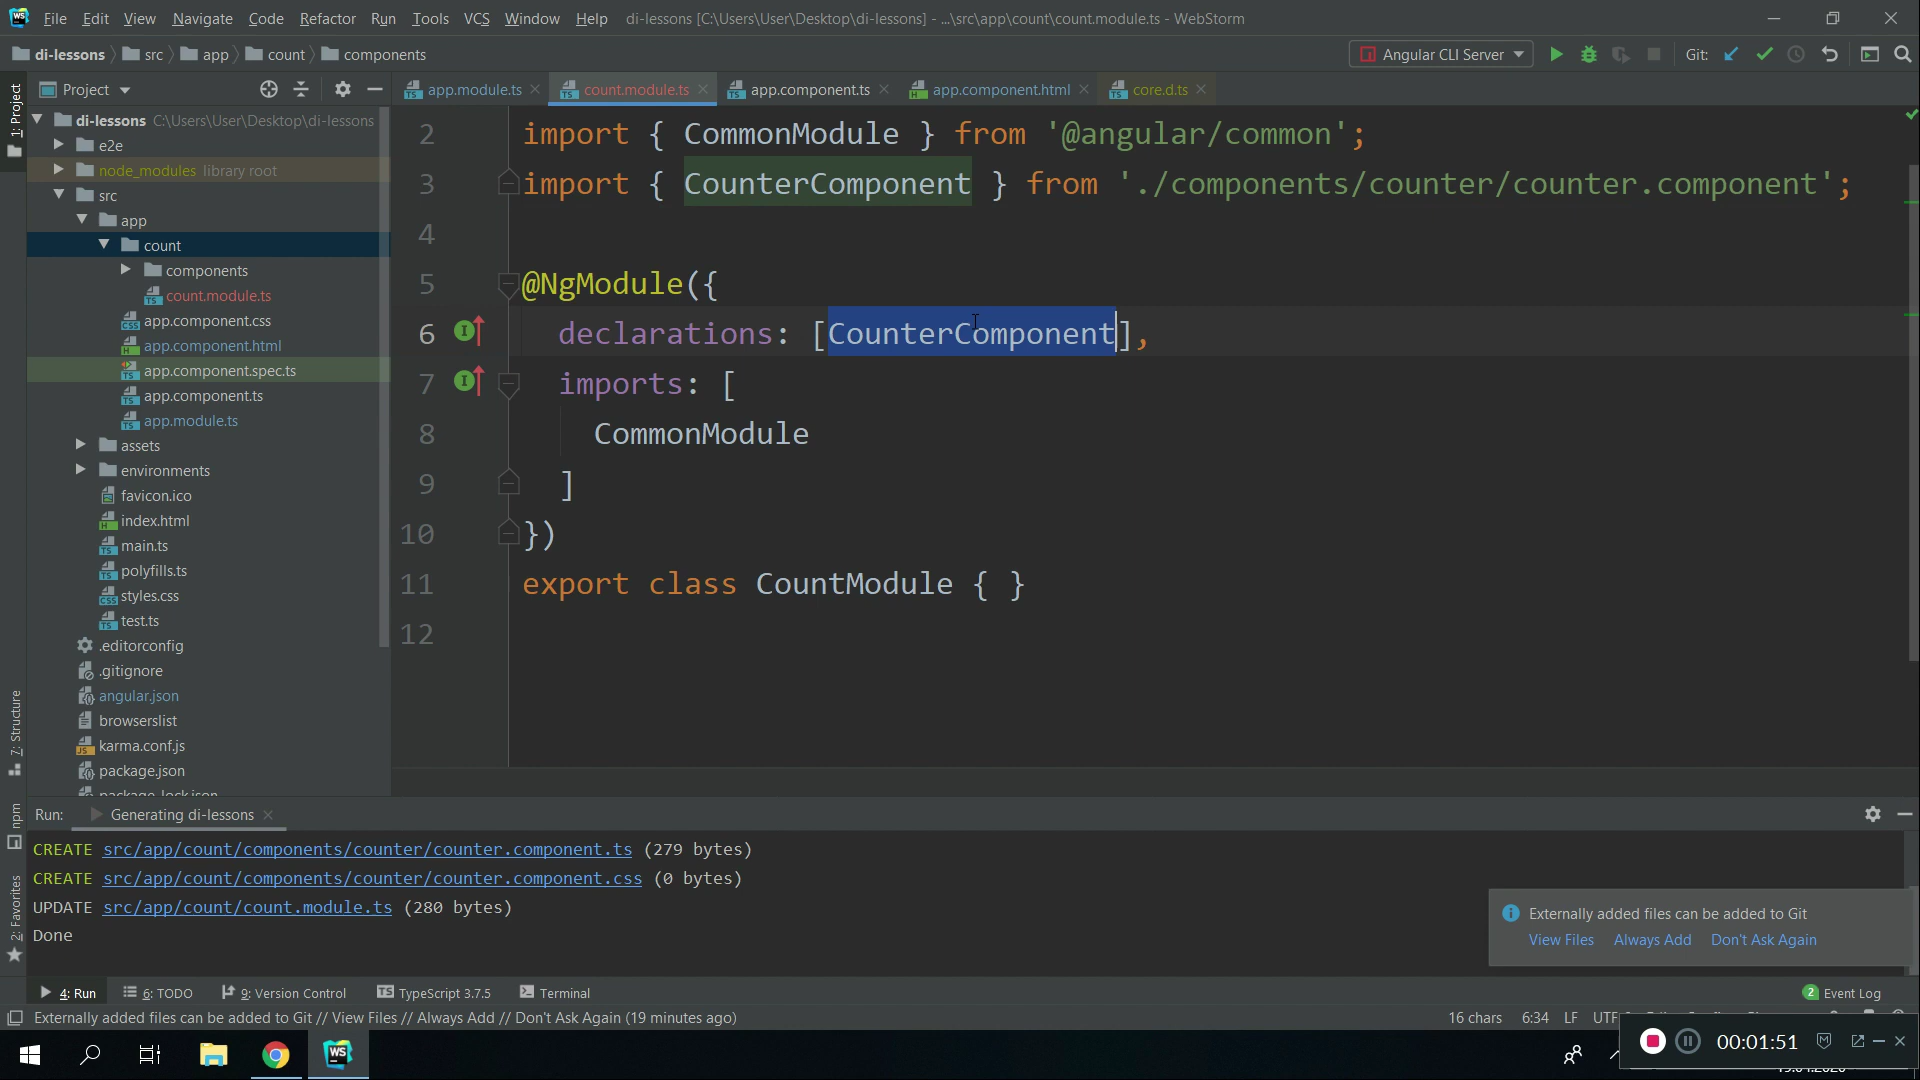 File Edit View Navigate Code Refactor Run Tools VCS Window Help di-lessons [C:\Users\User\Desktop\di-lessons] - ...\src\app\count\count.module.ts - WebStorm
di-lessons src app count components Angular CLI Server Git:
1: Project
Project
app.module.ts count.module.ts app.component.ts app.component.html core.d.ts
di-lessons C:\Users\User\Desktop\di-lessons
e2e
node_modules library root
src
app
count
components
count.module.ts
app.component.css
app.component.html
app.component.spec.ts
app.component.ts
app.module.ts
assets
environments
favicon.ico
index.html
main.ts
polyfills.ts
styles.css
test.ts
.editorconfig
.gitignore
angular.json
browserslist
karma.conf.js
package.json
package-lock.json
2 import { CommonModule } from '@angular/common';
3 import { CounterComponent } from './components/counter/counter.component';
4
5 @NgModule({
6 declarations: [CounterComponent],
7 imports: [
8 CommonModule
9 ]
10 })
11 export class CountModule { }
12
7: Structure
npm
2: Favorites
Run: Generating di-lessons
CREATE src/app/count/components/counter/counter.component.ts (279 bytes)
CREATE src/app/count/components/counter/counter.component.css (0 bytes)
UPDATE src/app/count/count.module.ts (280 bytes)
Done
Externally added files can be added to Git
View Files Always Add Don't Ask Again
4: Run 6: TODO 9: Version Control TypeScript 3.7.5 Terminal 2 Event Log
Externally added files can be added to Git // View Files // Always Add // Don't Ask Again (19 minutes ago) 16 chars 6:34 LF
00:01:51